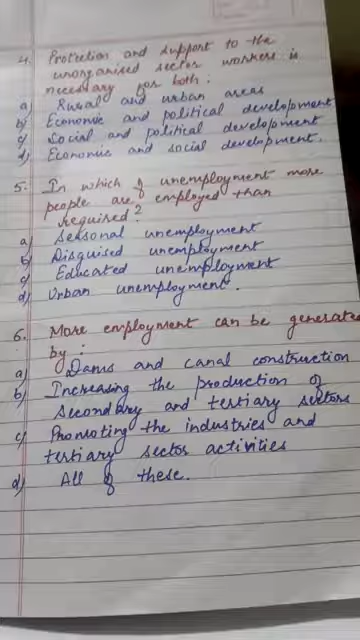 4. Protection and support to the
unorganised sector workers is
necessary for both:
a) Rural and urban areas
b) Economic and political development
c) Social and political development
d) Economic and social development.
5. In which of unemployment more
people are employed than
required?
a) Seasonal unemployment
b) Disguised unemployment
c) Educated unemployment
d) Urban unemployment.
6. More employment can be generated
by:
a) Dams and canal construction
b) Increasing the production of
secondary and tertiary sectors
c) Promoting the industries and
tertiary sector activities
d) All of these.